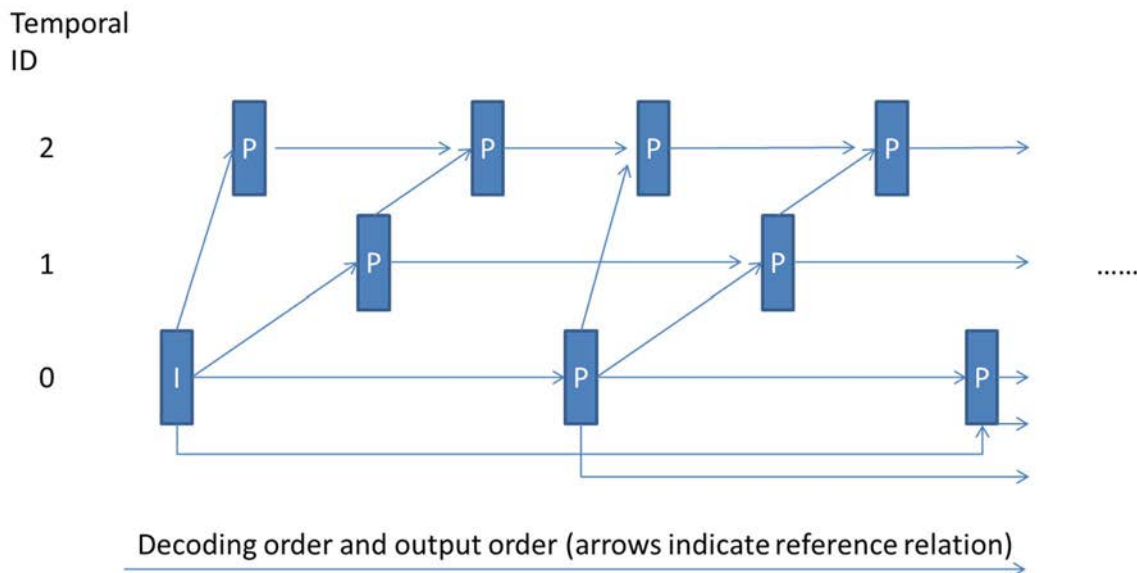 Temporal
ID
2
P
P
P
P
1
P
P
......
0
I
P
P
Decoding order and output order (arrows indicate reference relation)